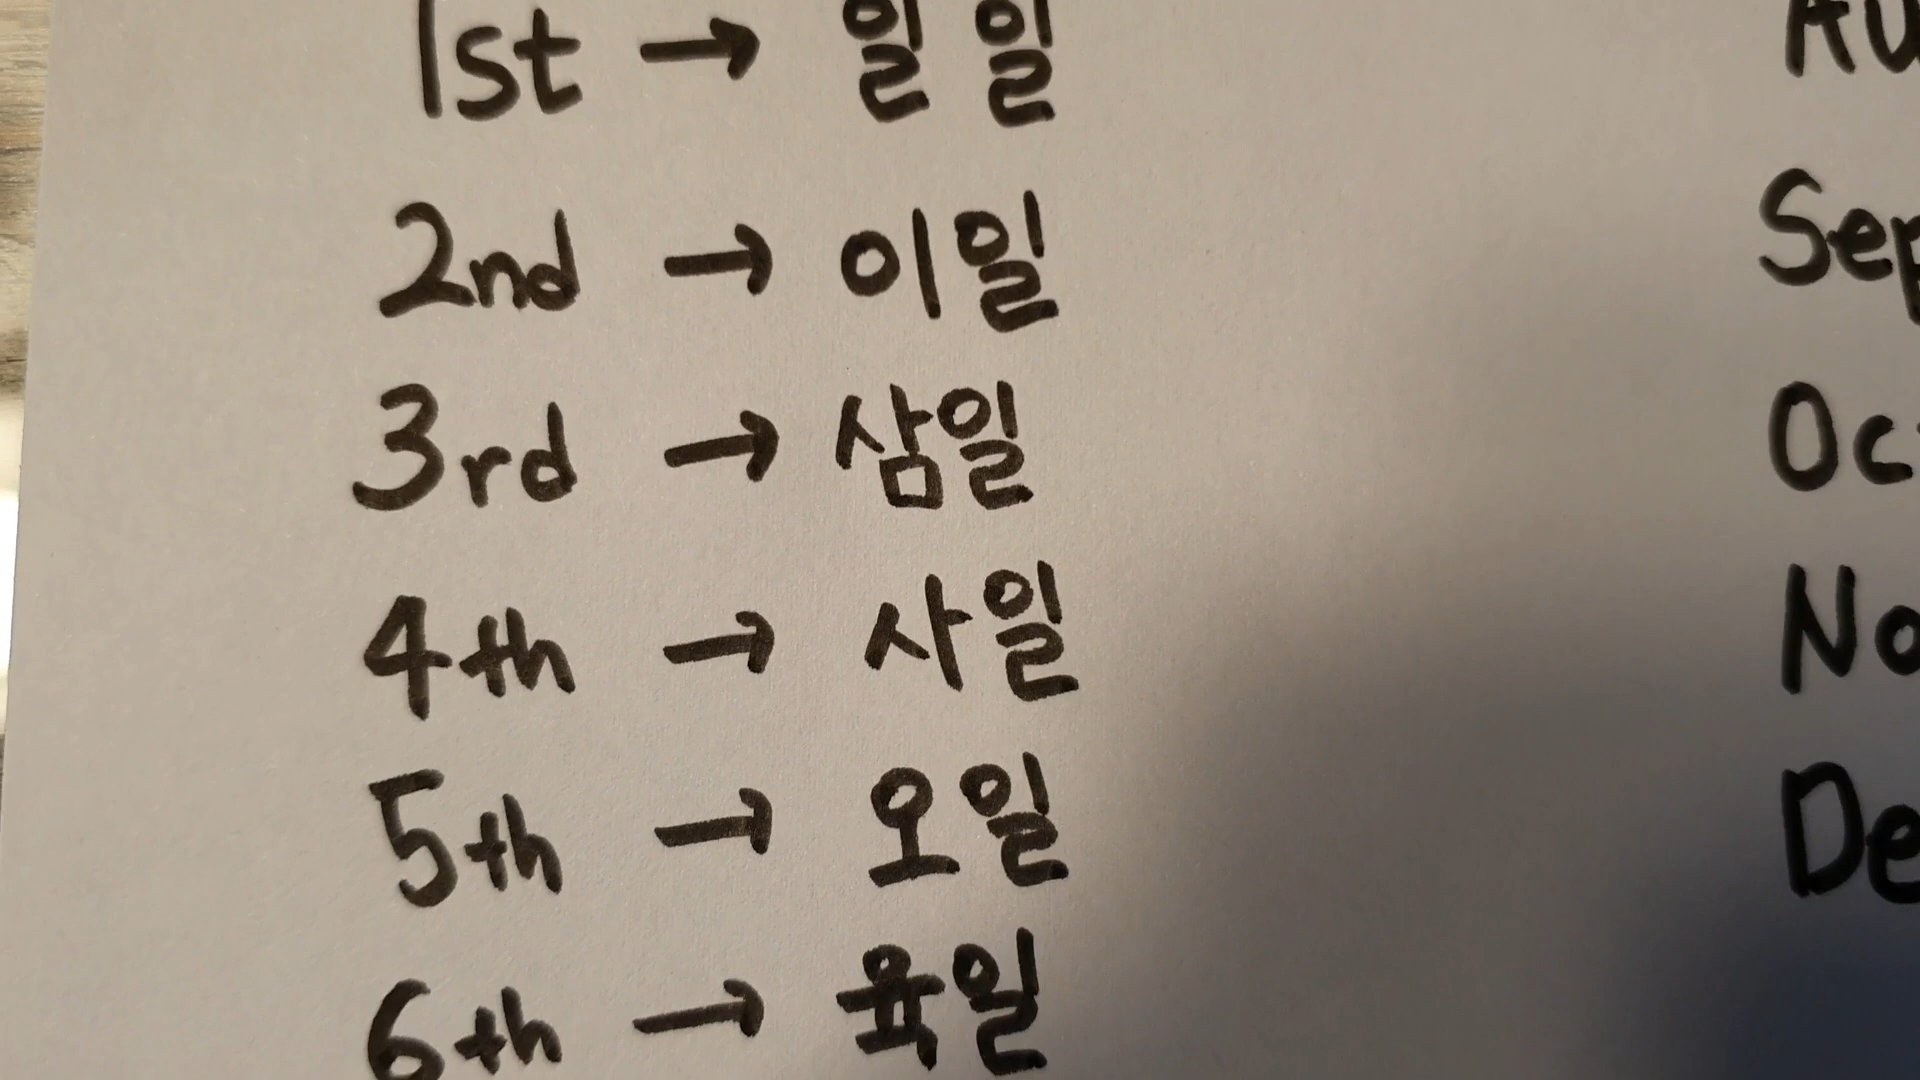 1st → 일일
2nd → 이일
3rd → 삼일
4th → 사일
5th → 오일
6th → 육일
Au
Sep
Oc
No
De